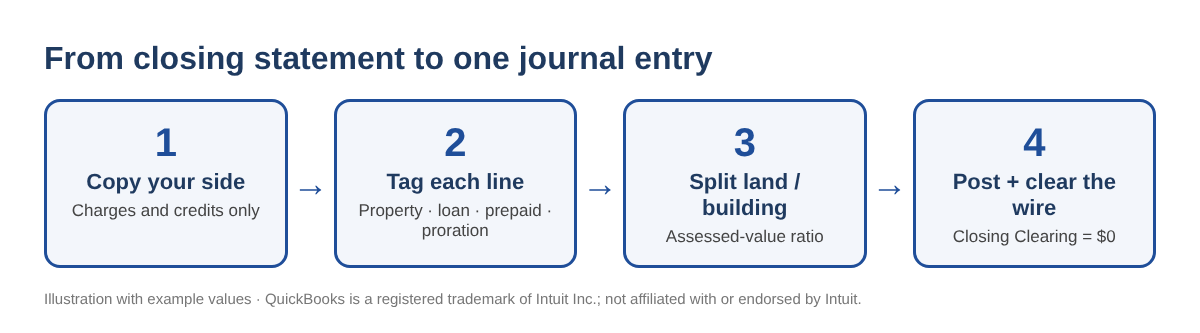 From closing statement to one journal entry
1
Copy your side
Charges and credits only
→
2
Tag each line
Property · loan · prepaid ·
proration
→
3
Split land /
building
Assessed-value ratio
→
4
Post + clear the
wire
Closing Clearing = $0
Illustration with example values · QuickBooks is a registered trademark of Intuit Inc.; not affiliated with or endorsed by Intuit.